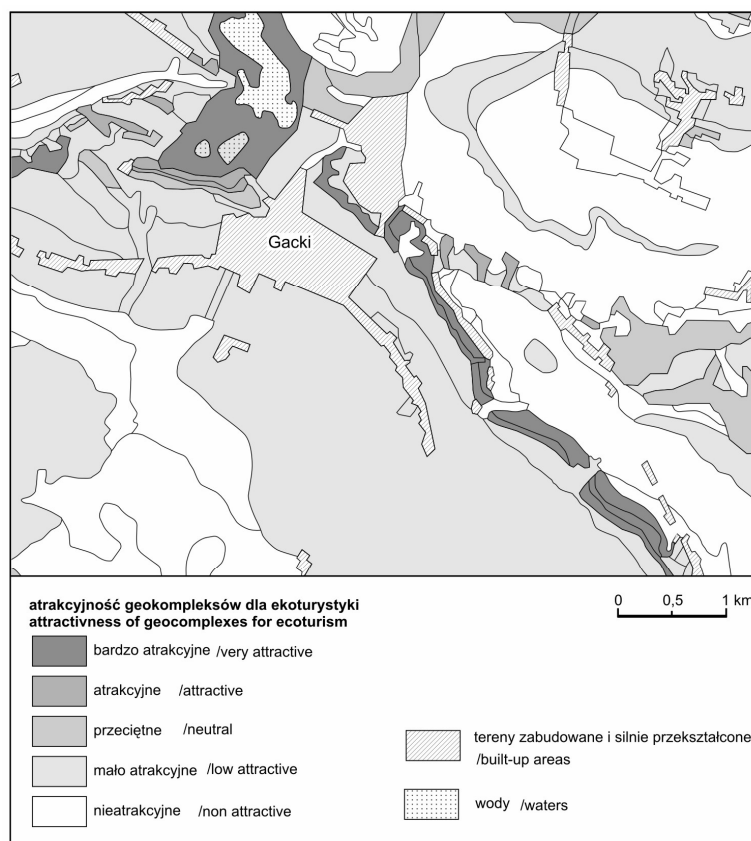 Gacki
atrakcyjność geokompleksów dla ekoturystyki
attractivness of geocomplexes for ecoturism
0 0,5 1 km
bardzo atrakcyjne /very attractive
atrakcyjne /attractive
przeciętne /neutral
mało atrakcyjne /low attractive
nieatrakcyjne /non attractive
tereny zabudowane i silnie przekształcone
/built-up areas
wody /waters